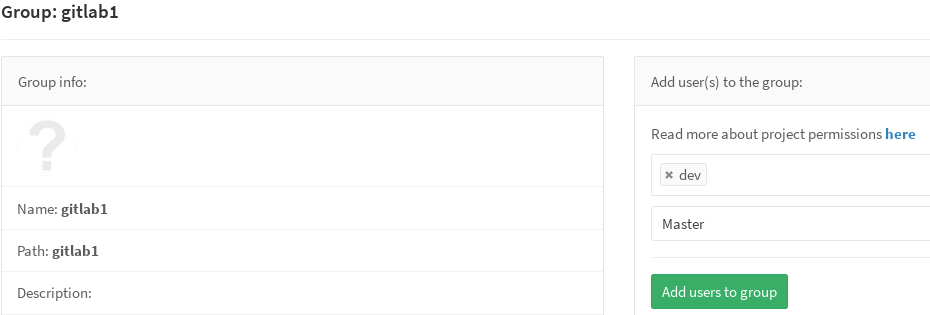 Group: gitlab1
Group info:
?
Name: gitlab1
Path: gitlab1
Description:
Add user(s) to the group:
Read more about project permissions here
✖ dev
Master
Add users to group